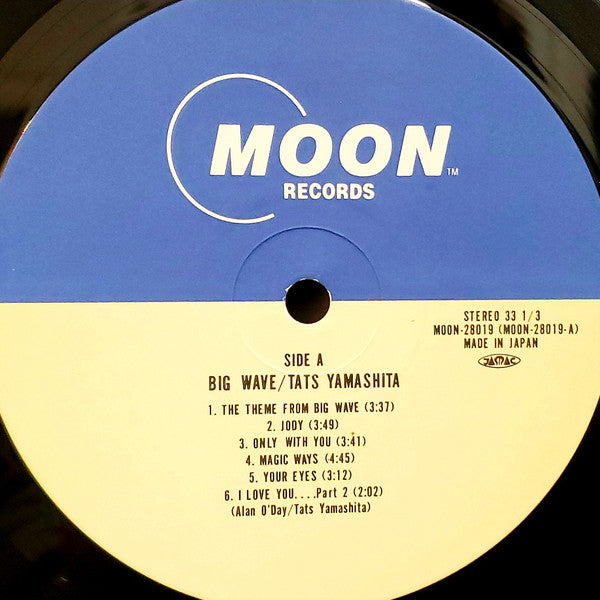 MOON™
RECORDS
STEREO 33 1/3
MOON-28019 (MOON-28019-A)
MADE IN JAPAN
JASRAC
SIDE A
BIG WAVE/TATS YAMASHITA
1. THE THEME FROM BIG WAVE (3:37)
2. JODY (3:49)
3. ONLY WITH YOU (3:41)
4. MAGIC WAYS (4:45)
5. YOUR EYES (3:12)
6. I LOVE YOU....Part 2 (2:02)
(Alan O'Day/Tats Yamashita)